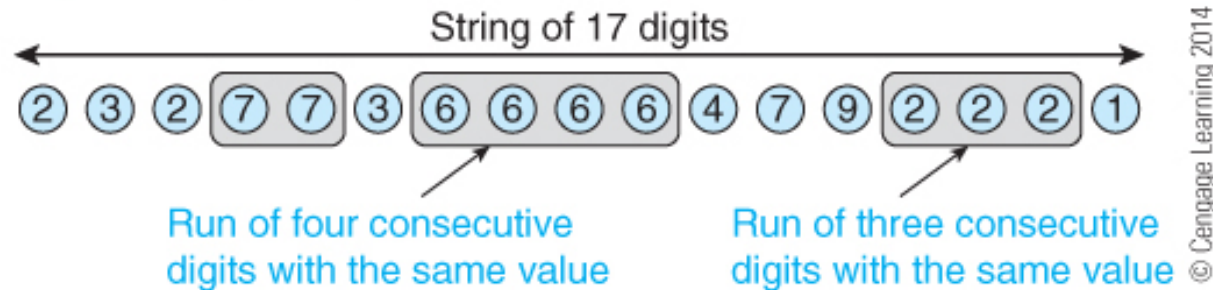 String of 17 digits
2 3 2 7 7 3 6 6 6 6 4 7 9 2 2 2 1
Run of four consecutive
digits with the same value
Run of three consecutive
digits with the same value
© Cengage Learning 2014